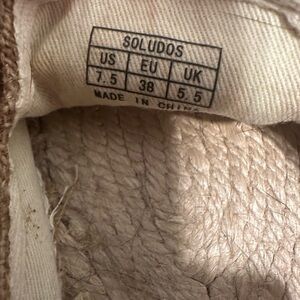 SOLUDOS
US EU UK
7.5 38 5.5
MADE IN CHINA